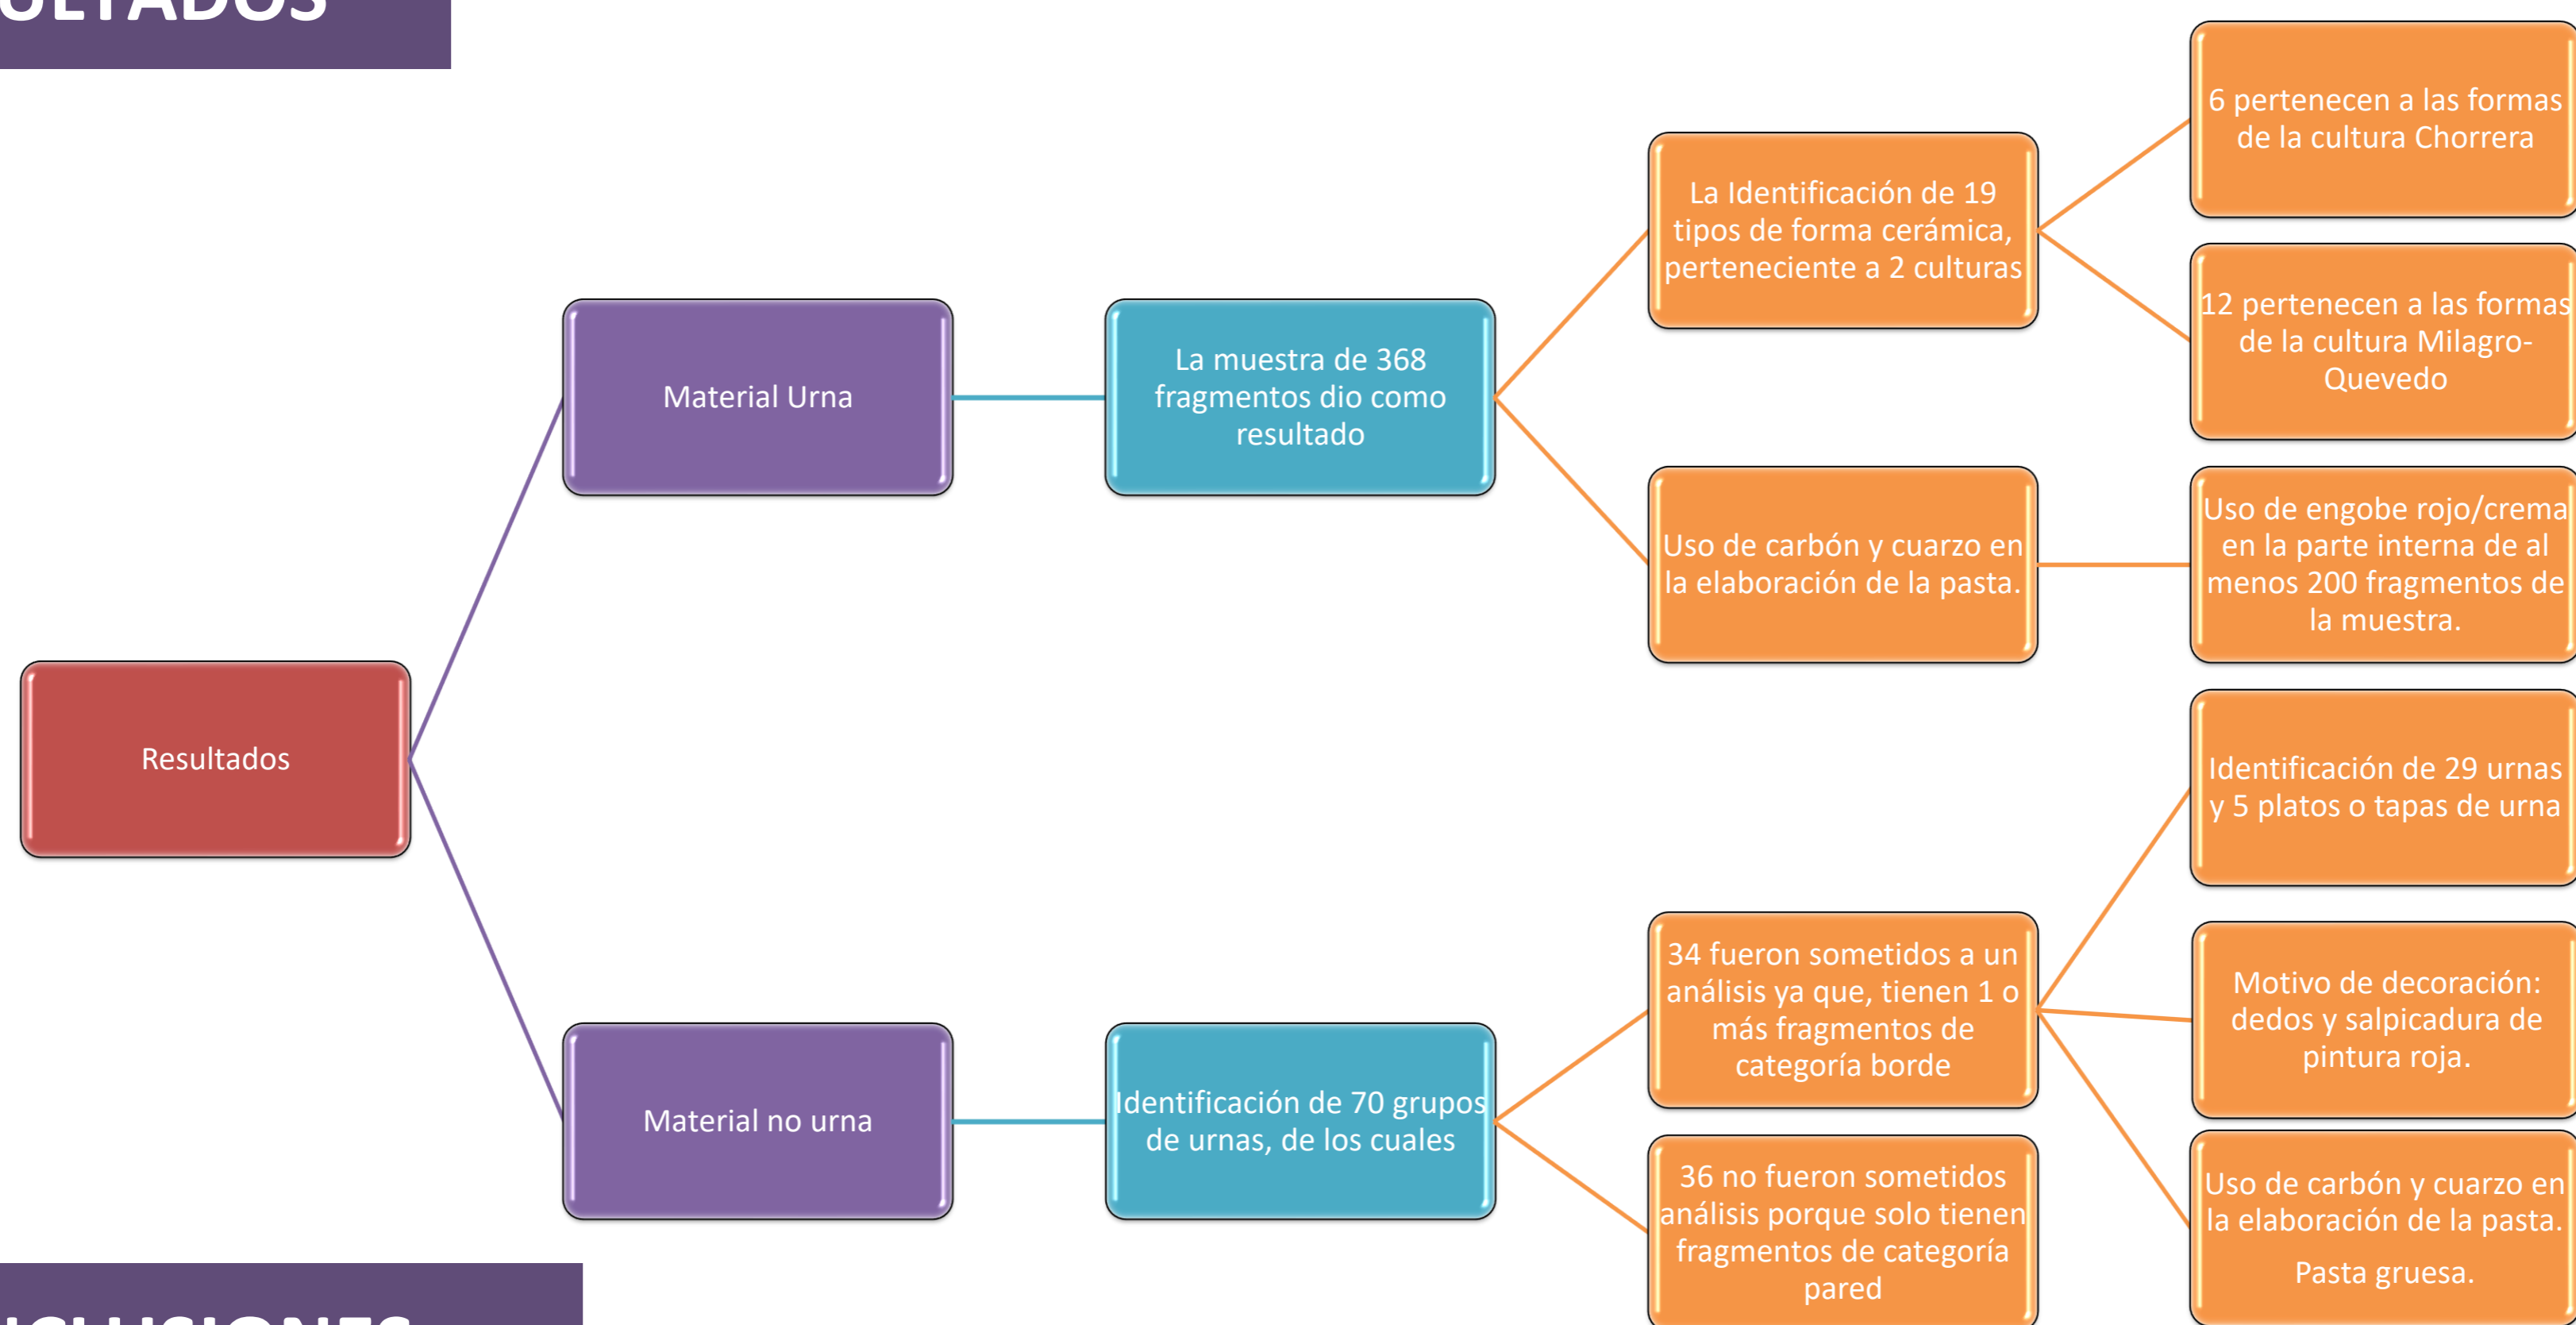 ULTADOS
6 pertenecen a las formas
de la cultura Chorrera
La Identificación de 19
tipos de forma cerámica,
perteneciente a 2 culturas
12 pertenecen a las formas
de la cultura Milagro-
Quevedo
Material Urna
La muestra de 368
fragmentos dio como
resultado
Uso de carbón y cuarzo en
la elaboración de la pasta.
Uso de engobe rojo/crema
en la parte interna de al
menos 200 fragmentos de
la muestra.
Resultados
Identificación de 29 urnas
y 5 platos o tapas de urna
34 fueron sometidos a un
análisis ya que, tienen 1 o
más fragmentos de
categoría borde
Motivo de decoración:
dedos y salpicadura de
pintura roja.
Material no urna
Identificación de 70 grupos
de urnas, de los cuales
36 no fueron sometidos
análisis porque solo tienen
fragmentos de categoría
pared
Uso de carbón y cuarzo en
la elaboración de la pasta.
Pasta gruesa.
CLUSIONES